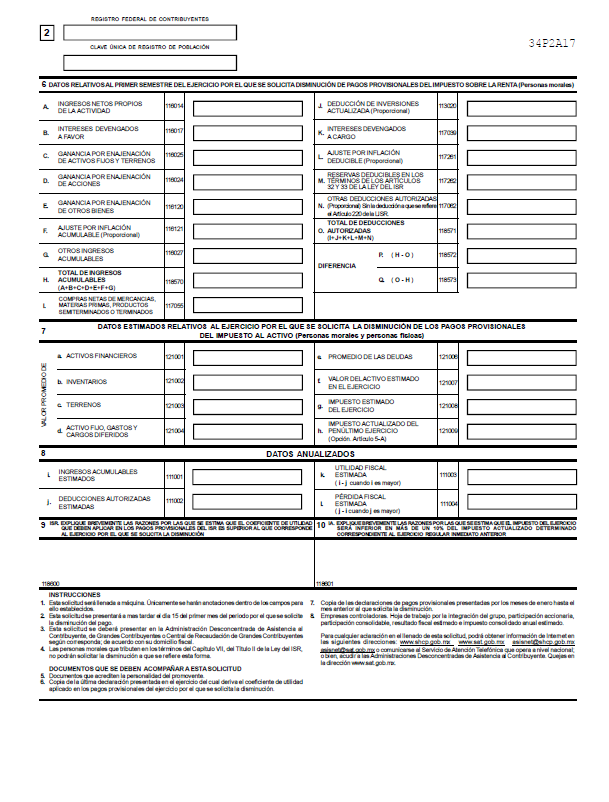 REGISTRO FEDERAL DE CONTRIBUYENTES
2
CLAVE ÚNICA DE REGISTRO DE POBLACIÓN
34P2A17
6 DATOS RELATIVOS AL PRIMER SEMESTRE DEL EJERCICIO POR EL QUE SE SOLICITA DISMINUCIÓN DE PAGOS PROVISIONALES DEL IMPUESTO SOBRE LA RENTA (Personas morales)
A. INGRESOS NETOS PROPIOS
DE LA ACTIVIDAD
116014
B. INTERESES DEVENGADOS
A FAVOR
116017
C. GANANCIA POR ENAJENACIÓN
DE ACTIVOS FIJOS Y TERRENOS
116025
D. GANANCIA POR ENAJENACIÓN
DE ACCIONES
116024
E. GANANCIA POR ENAJENACIÓN
DE OTROS BIENES
116120
F. AJUSTE POR INFLACIÓN
ACUMULABLE (Proporcional)
116121
G. OTROS INGRESOS
ACUMULABLES
116027
H. TOTAL DE INGRESOS
ACUMULABLES
(A+B+C+D+E+F+G)
118570
I. COMPRAS NETAS DE MERCANCIAS,
MATERIAS PRIMAS, PRODUCTOS
SEMITERMINADOS O TERMINADOS
117055
J. DEDUCCIÓN DE INVERSIONES
ACTUALIZADA (Proporcional)
113020
K. INTERESES DEVENGADOS
A CARGO
117039
L. AJUSTE POR INFLACIÓN
DEDUCIBLE (Proporcional)
117261
M. RESERVAS DEDUCIBLES EN LOS
TÉRMINOS DE LOS ARTÍCULOS
32 Y 33 DE LA LEY DEL ISR
117262
N. OTRAS DEDUCCIONES AUTORIZADAS
(Proporcional) Sin la deducción a que se refiere
el Artículo 220 de la LISR.
117062
O. TOTAL DE DEDUCCIONES
AUTORIZADAS
(I+J+K+L+M+N)
118571
DIFERENCIA
P. ( H - O )
118572
Q. ( O - H )
118573
7 DATOS ESTIMADOS RELATIVOS AL EJERCICIO POR EL QUE SE SOLICITA LA DISMINUCIÓN DE LOS PAGOS PROVISIONALES
DEL IMPUESTO AL ACTIVO (Personas morales y personas físicas)
VALOR PROMEDIO DE
a. ACTIVOS FINANCIEROS
121001
b. INVENTARIOS
121002
c. TERRENOS
121003
d. ACTIVO FIJO, GASTOS Y
CARGOS DIFERIDOS
121004
e. PROMEDIO DE LAS DEUDAS
121006
f. VALOR DEL ACTIVO ESTIMADO
EN EL EJERCICIO
121007
g. IMPUESTO ESTIMADO
DEL EJERCICIO
121008
h. IMPUESTO ACTUALIZADO DEL
PENÚLTIMO EJERCICIO
(Opción. Artículo 5-A)
121009
8 DATOS ANUALIZADOS
i. INGRESOS ACUMULABLES
ESTIMADOS
111001
j. DEDUCCIONES AUTORIZADAS
ESTIMADAS
111002
k. UTILIDAD FISCAL
ESTIMADA
( i - j cuando i es mayor)
111003
l. PÉRDIDA FISCAL
ESTIMADA
( j - i cuando j es mayor)
111004
9 ISR. EXPLIQUE BREVEMENTE LAS RAZONES POR LAS QUE SE ESTIMA QUE EL COEFICIENTE DE UTILIDAD
QUE DEBEN APLICAR EN LOS PAGOS PROVISIONALES DEL ISR ES SUPERIOR AL QUE CORRESPONDE
AL EJERCICIO POR EL QUE SE SOLICITA LA DISMINUCIÓN
10 IA. EXPLIQUE BREVEMENTE LAS RAZONES POR LAS QUE SE ESTIMA QUE EL IMPUESTO DEL EJERCICIO
SERÁ INFERIOR EN MÁS DE UN 10% DEL IMPUESTO ACTUALIZADO DETERMINADO
CORRESPONDIENTE AL EJERCICIO REGULAR INMEDIATO ANTERIOR
118600
118601
INSTRUCCIONES
1. Esta solicitud será llenada a máquina. Únicamente se harán anotaciones dentro de los campos para
ello establecidos.
2. Esta solicitud se presentará a mas tardar el día 15 del primer mes del período por el que se solicite
la disminución del pago.
3. Esta solicitud se deberá presentar en la Administración Desconcentrada de Asistencia al
Contribuyente, de Grandes Contribuyentes o Central de Recaudación de Grandes Contribuyentes
según corresponda; de acuerdo con su domicilio fiscal.
4. Las personas morales que tributen en los términos del Capítulo VII, del Título II de la Ley del ISR,
no podrán solicitar la disminución a que se refiere esta forma.
DOCUMENTOS QUE SE DEBEN ACOMPAÑAR A ESTA SOLICITUD
5. Documentos que acrediten la personalidad del promovente.
6. Copia de la última declaración presentada en el ejercicio del cual deriva el coeficiente de utilidad
aplicado en los pagos provisionales del ejercicio por el que se solicita la disminución.
7. Copia de las declaraciones de pagos provisionales presentadas por los meses de enero hasta el
mes anterior al que solicita la disminución.
8. Empresas controladoras. Hoja de trabajo por la integración del grupo, participación accionaria,
participación consolidable, resultado fiscal estimado e impuesto consolidado anual estimado.
Para cualquier aclaración en el llenado de esta solicitud, podrá obtener información de Internet en
las siguientes direcciones: www.shcp.gob.mx www.sat.gob.mx asisnet@shcp.gob.mx
asisnet@sat.gob.mx o comunicarse al Servicio de Atención Telefónica que opera a nivel nacional,
o bien, acudir a las Administraciones Desconcentradas de Asistencia al Contribuyente. Quejas en
la dirección www.sat.gob.mx